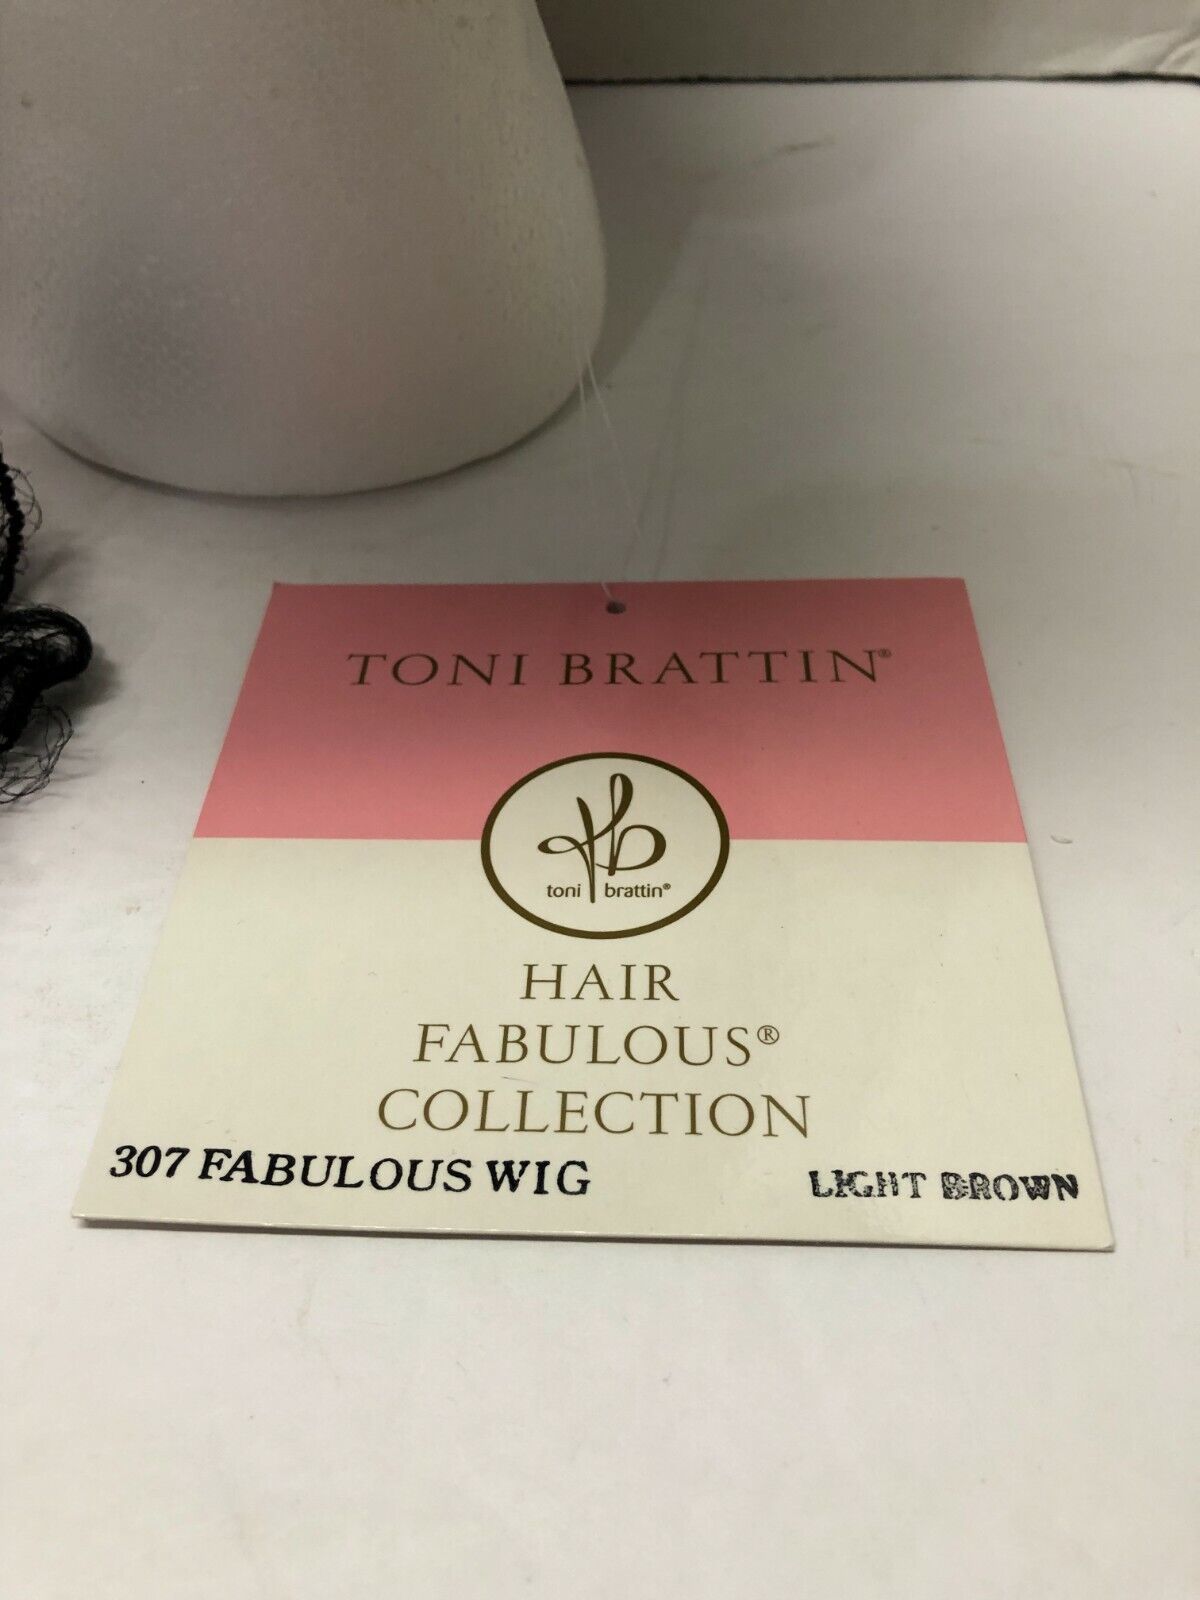 TONI BRATTIN®
toni brattin®
HAIR
FABULOUS®
COLLECTION
307 FABULOUS WIG LIGHT BROWN